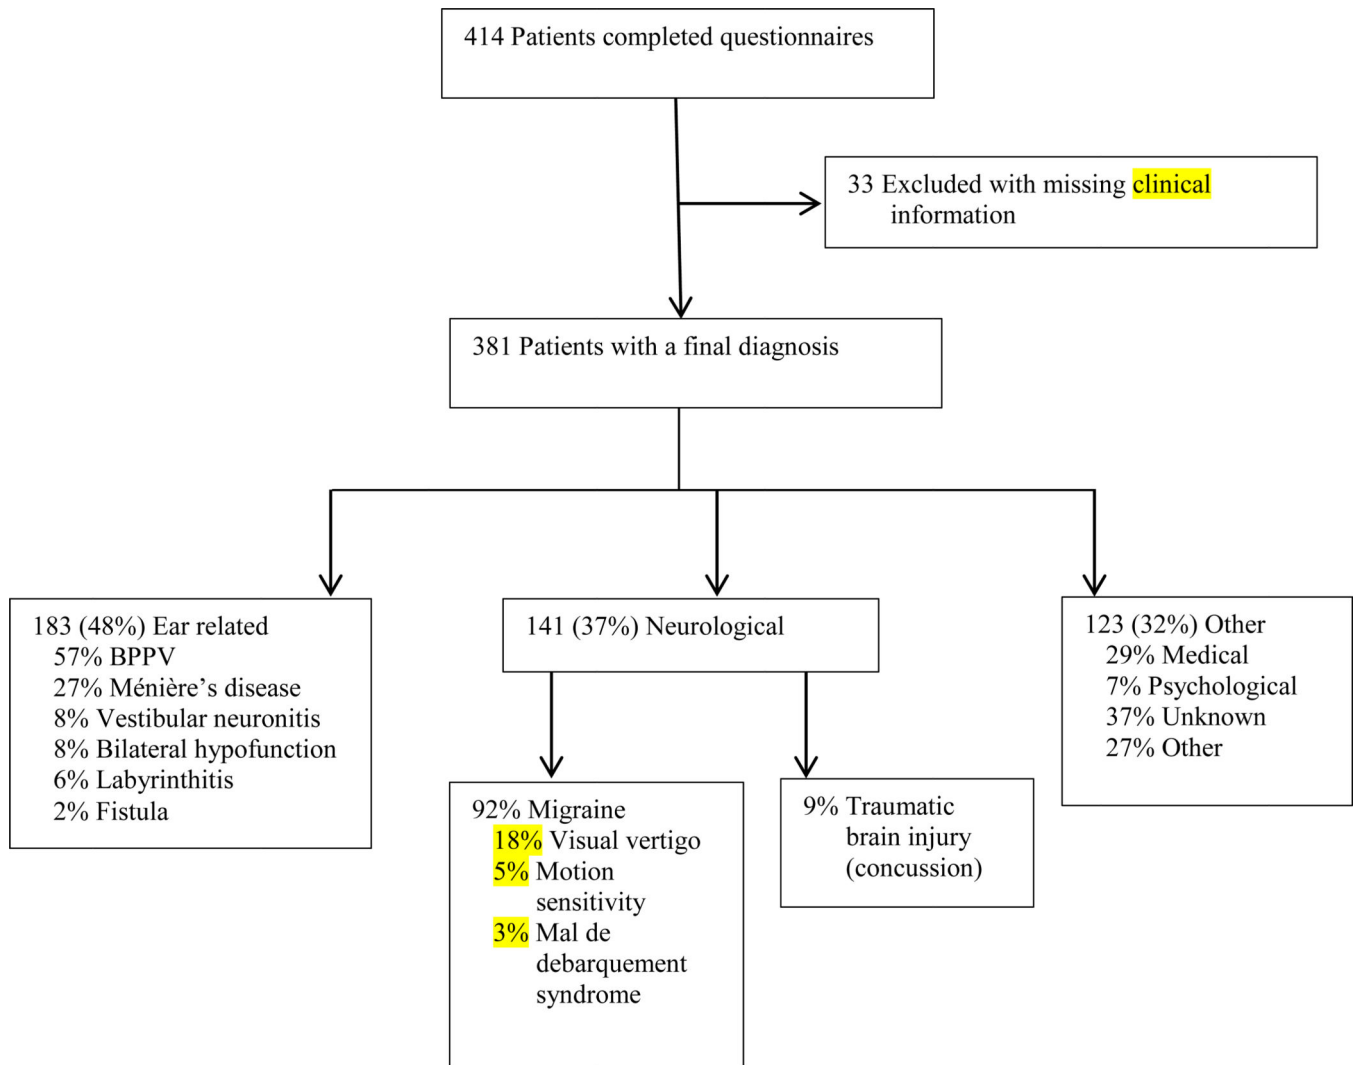 414 Patients completed questionnaires
33 Excluded with missing clinical
information
381 Patients with a final diagnosis
183 (48%) Ear related
57% BPPV
27% Ménière’s disease
8% Vestibular neuronitis
8% Bilateral hypofunction
6% Labyrinthitis
2% Fistula
141 (37%) Neurological
92% Migraine
18% Visual vertigo
5% Motion
sensitivity
3% Mal de
debarquement
syndrome
9% Traumatic
brain injury
(concussion)
123 (32%) Other
29% Medical
7% Psychological
37% Unknown
27% Other